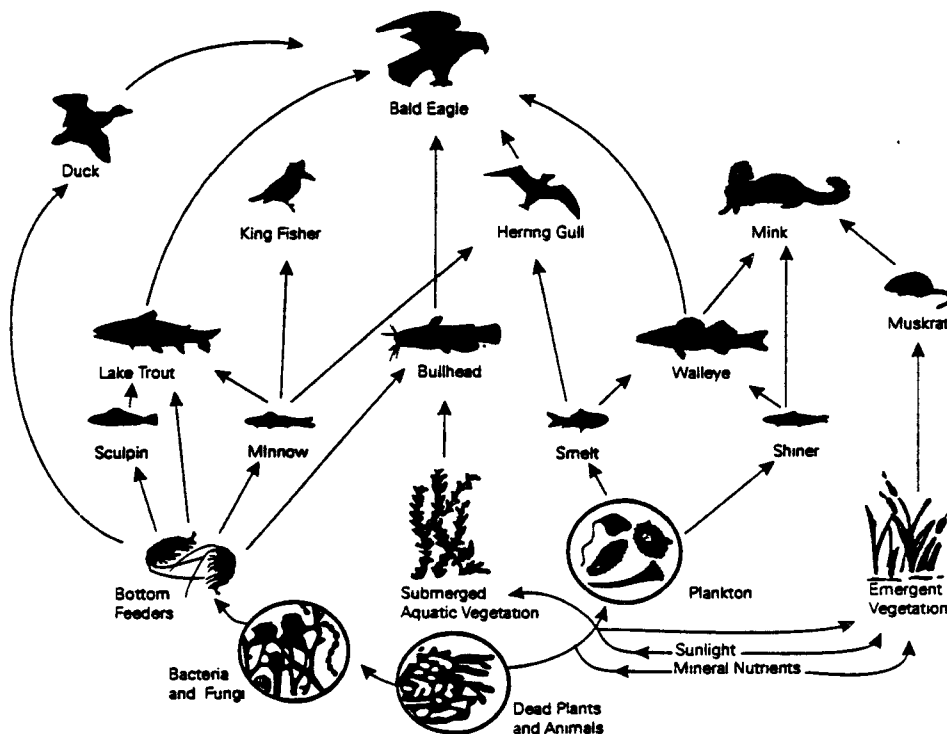 Bald Eagle
Duck
King Fisher
Herring Gull
Mink
Muskrat
Lake Trout
Bullhead
Walleye
Sculpin
Minnow
Smelt
Shiner
Bottom
Feeders
Submerged
Aquatic Vegetation
Plankton
Emergent
Vegetation
Sunlight
Mineral Nutrients
Bacteria
and Fungi
Dead Plants
and Animals